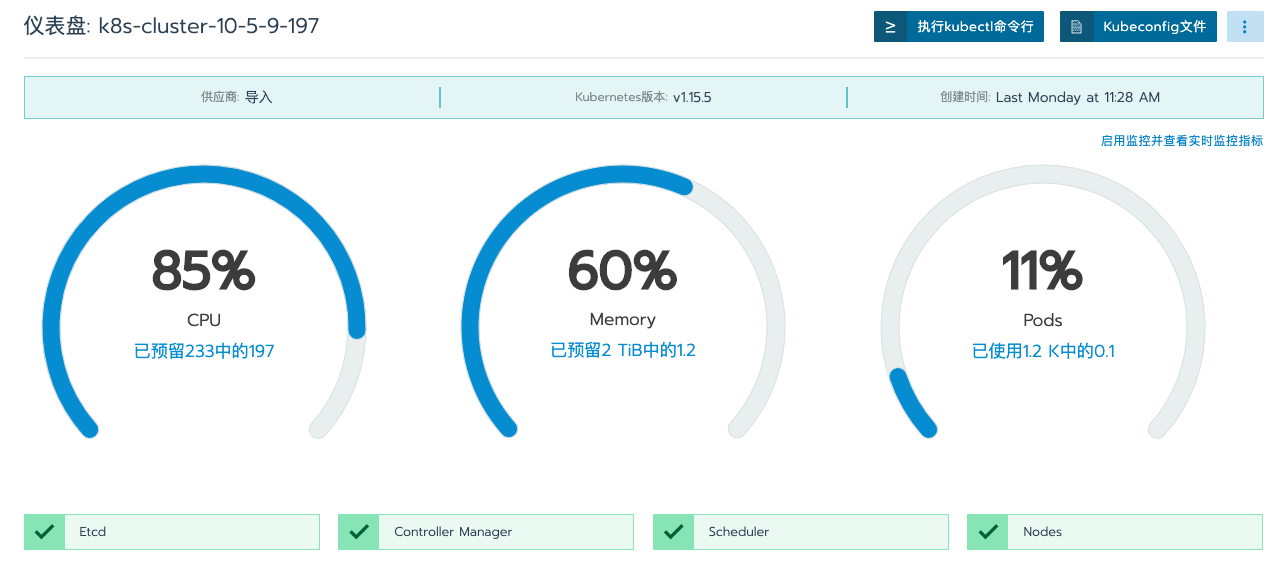 仪表盘: k8s-cluster-10-5-9-197
执行kubectl命令行
Kubeconfig文件
供应商: 导入
Kubernetes版本: v1.15.5
创建时间: Last Monday at 11:28 AM
启用监控并查看实时监控指标
85%
CPU
已预留233中的197
60%
Memory
已预留2 TiB中的1.2
11%
Pods
已使用1.2 K中的0.1
Etcd
Controller Manager
Scheduler
Nodes